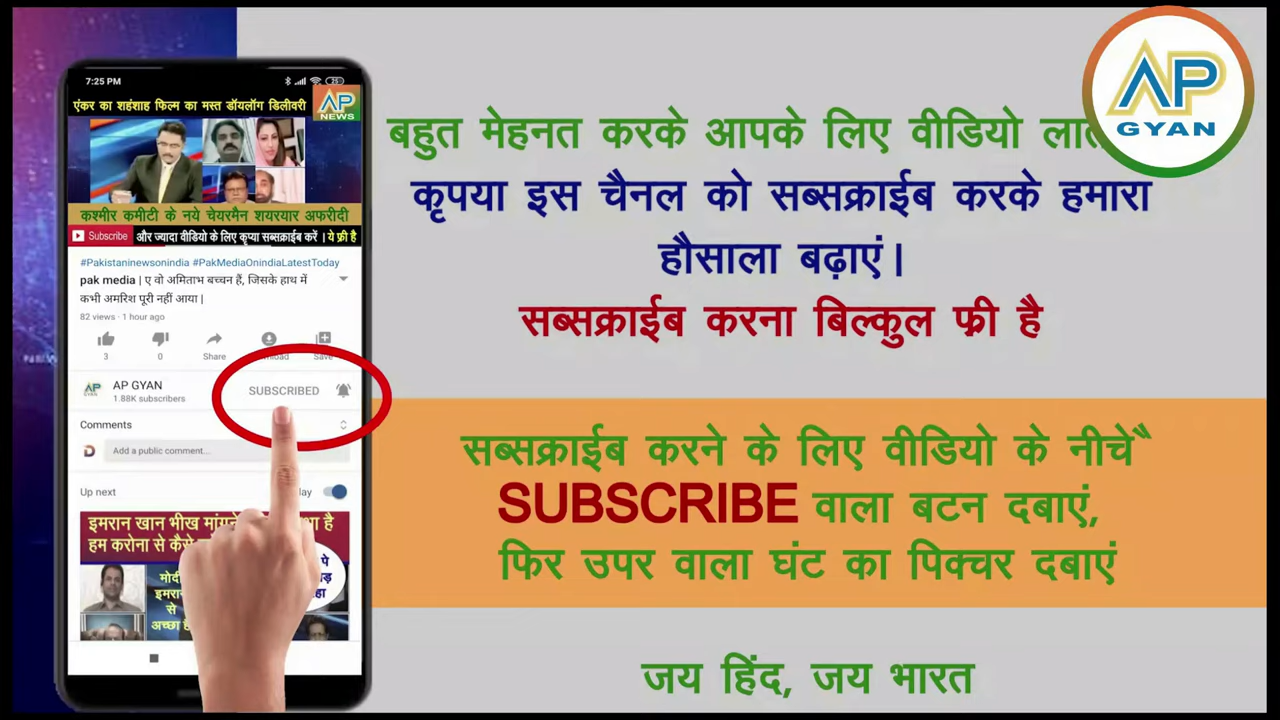 7:25 PM
एंकर का शहंशाह फिल्म का मस्त डॉयलॉग डिलीवरी
AP
NEWS
कश्मीर कमीटी के नये चेयरमैन शयरयार अफरीदी
Subscribe और ज्यादा वीडियो के लिए कृप्या सब्सक्राईब करें । ये फ्री है
#Pakistaninewsonindia #PakMediaOnindiaLatestToday
pak media | ए वो अमिताभ बच्चन हैं, जिसके हाथ में
कभी अमरिश पूरी नहीं आया |
82 views · 1 hour ago
3 0 Share Save
AP GYAN
1.88K subscribers
SUBSCRIBED
Comments
Add a public comment...
Up next
इमरान खान भीख है
हम करोना से
मोदी
से
AP
GYAN
बहुत मेहनत करके आपके लिए वीडियो
कृपया इस चैनल को सब्सक्राईब करके हमारा
हौसाला बढ़ाएं।
सब्सक्राईब करना बिल्कुल फ्री है
सब्सक्राईब करने के लिए वीडियो के नीचे"
SUBSCRIBE वाला बटन दबाएं,
फिर उपर वाला घंट का पिक्चर दबाएं
जय हिंद, जय भारत